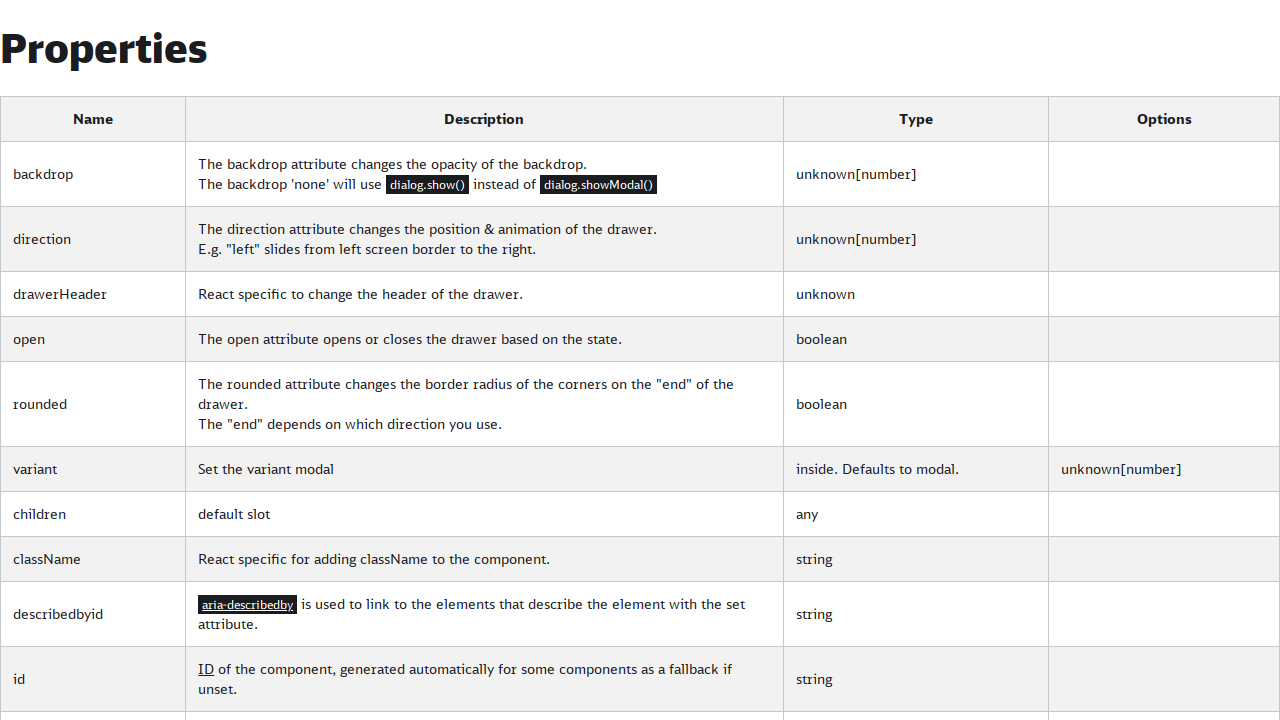 Properties
Name Description Type Options
backdrop
The backdrop attribute changes the opacity of the backdrop.
The backdrop 'none' will use dialog.show() instead of dialog.showModal()
unknown[number]
direction
The direction attribute changes the position & animation of the drawer.
E.g. "left" slides from left screen border to the right.
unknown[number]
drawerHeader React specific to change the header of the drawer. unknown
open The open attribute opens or closes the drawer based on the state. boolean
rounded
The rounded attribute changes the border radius of the corners on the "end" of the
drawer.
The "end" depends on which direction you use.
boolean
variant Set the variant modal inside. Defaults to modal. unknown[number]
children default slot any
className React specific for adding className to the component. string
describedbyid
aria-describedby is used to link to the elements that describe the element with the set
attribute.
string
id
ID of the component, generated automatically for some components as a fallback if
unset.
string